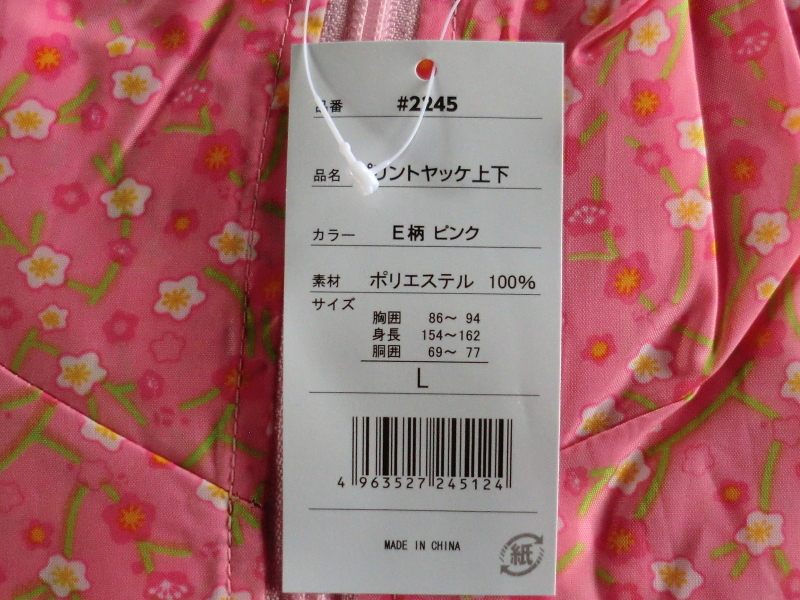 品番 #2245
品名 プリントヤッケ上下
カラー E柄 ピンク
素材 ポリエステル 100%
サイズ
胸囲 86～ 94
身長 154～162
胴囲 69～ 77
L
4 963527 245124
MADE IN CHINA
紙